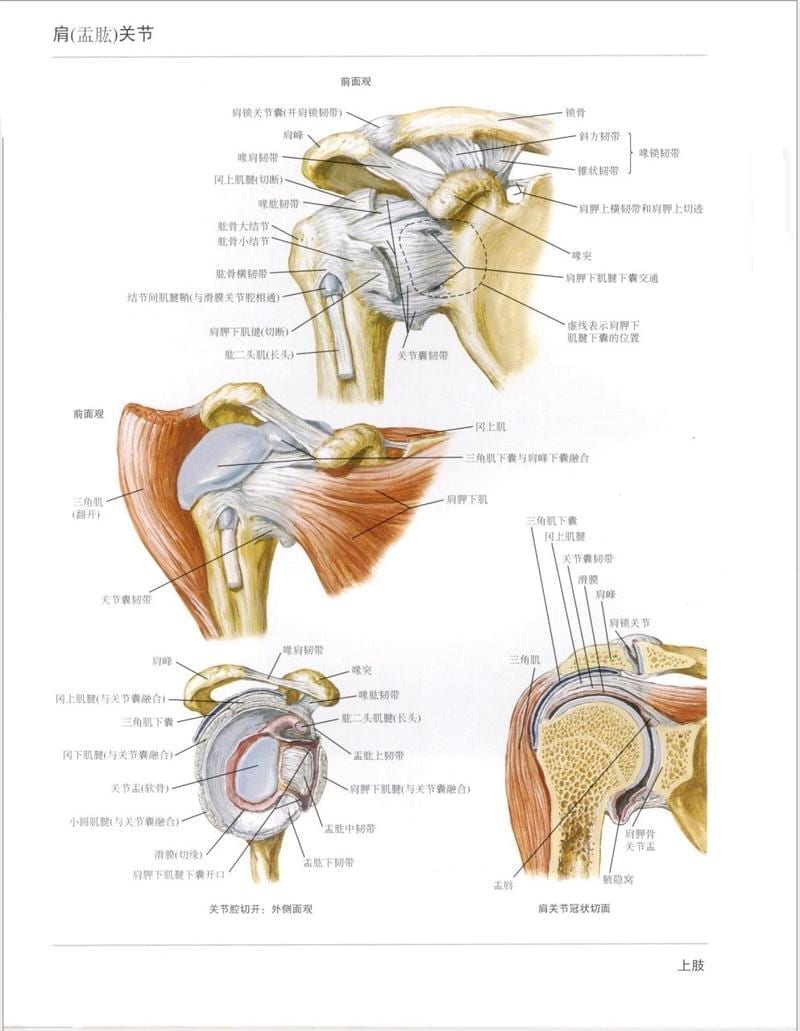 肩(盂肱)关节
前面观
肩锁关节囊(并肩锁韧带)
肩峰
喙肩韧带
冈上肌腱(切断)
喙肱韧带
肱骨大结节
肱骨小结节
肱骨横韧带
结节间肌腱鞘(与滑膜关节腔相通)
肩胛下肌键(切断)
肱二头肌(长头)
锁骨
斜方韧带
喙锁韧带
锥状韧带
肩胛上横韧带和肩胛上切迹
喙突
肩胛下肌腱下囊交通
虚线表示肩胛下
肌腱下囊的位置
关节囊韧带
前面观
三角肌
(翻开)
关节囊韧带
冈上肌
三角肌下囊与肩峰下囊融合
肩胛下肌
肩峰
喙肩韧带
喙突
冈上肌腱(与关节囊融合)
喙肱韧带
三角肌下囊
肱二头肌腱(长头)
冈下肌腱(与关节囊融合)
盂肱上韧带
关节盂(软骨)
肩胛下肌腱(与关节囊融合)
小圆肌腱(与关节囊融合)
盂肱中韧带
滑膜(切缘)
盂肱下韧带
肩胛下肌腱下囊开口
关节腔切开：外侧面观
三角肌下囊
冈上肌腱
关节囊韧带
滑膜
肩峰
肩锁关节
三角肌
肩胛骨
关节盂
盂唇
腋隐窝
肩关节冠状切面
上肢